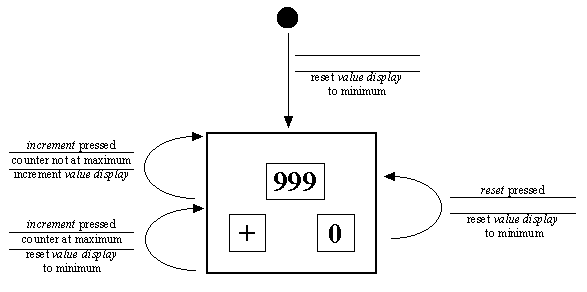 reset value display
to minimum
increment pressed
counter not at maximum
increment value display
increment pressed
counter at maximum
reset value display
to minimum
999
+
0
reset pressed
reset value display
to minimum